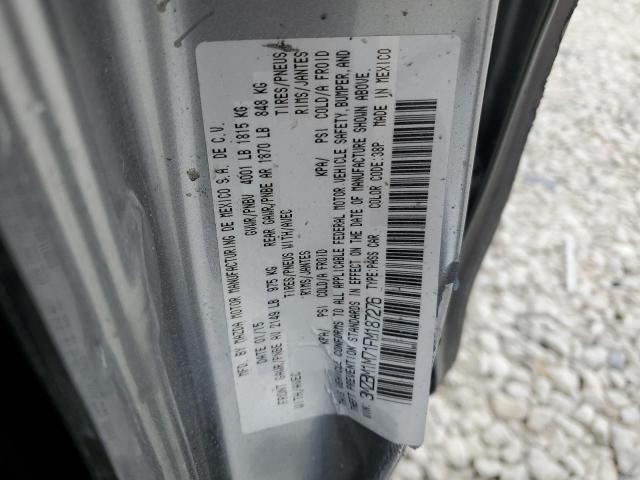 MFD. BY MAZDA MOTOR MANUFACTURING DE MEXICO S.A. DE C.V.
DATE 01/15 GVWR/PNBV 4001 LB 1815 KG
FRONT GAWR/PNBE AV 2149 LB 975 KG REAR GAWR/PNBE AR 1870 LB 848 KG
WITH/AVEC TIRES/PNEUS WITH/AVEC TIRES/PNEUS
RIMS/JANTES RIMS/JANTES
KPA/ PSI COLD/A FROID KPA/ PSI COLD/A FROID
THIS VEHICLE CONFORMS TO ALL APPLICABLE FEDERAL MOTOR VEHICLE SAFETY, BUMPER, AND
THEFT PREVENTION STANDARDS IN EFFECT ON THE DATE OF MANUFACTURE SHOWN ABOVE.
COLOR CODE:38P MADE IN MEXICO
VIN: 3MZBM1M71FM187276 TYPE:PASS CAR